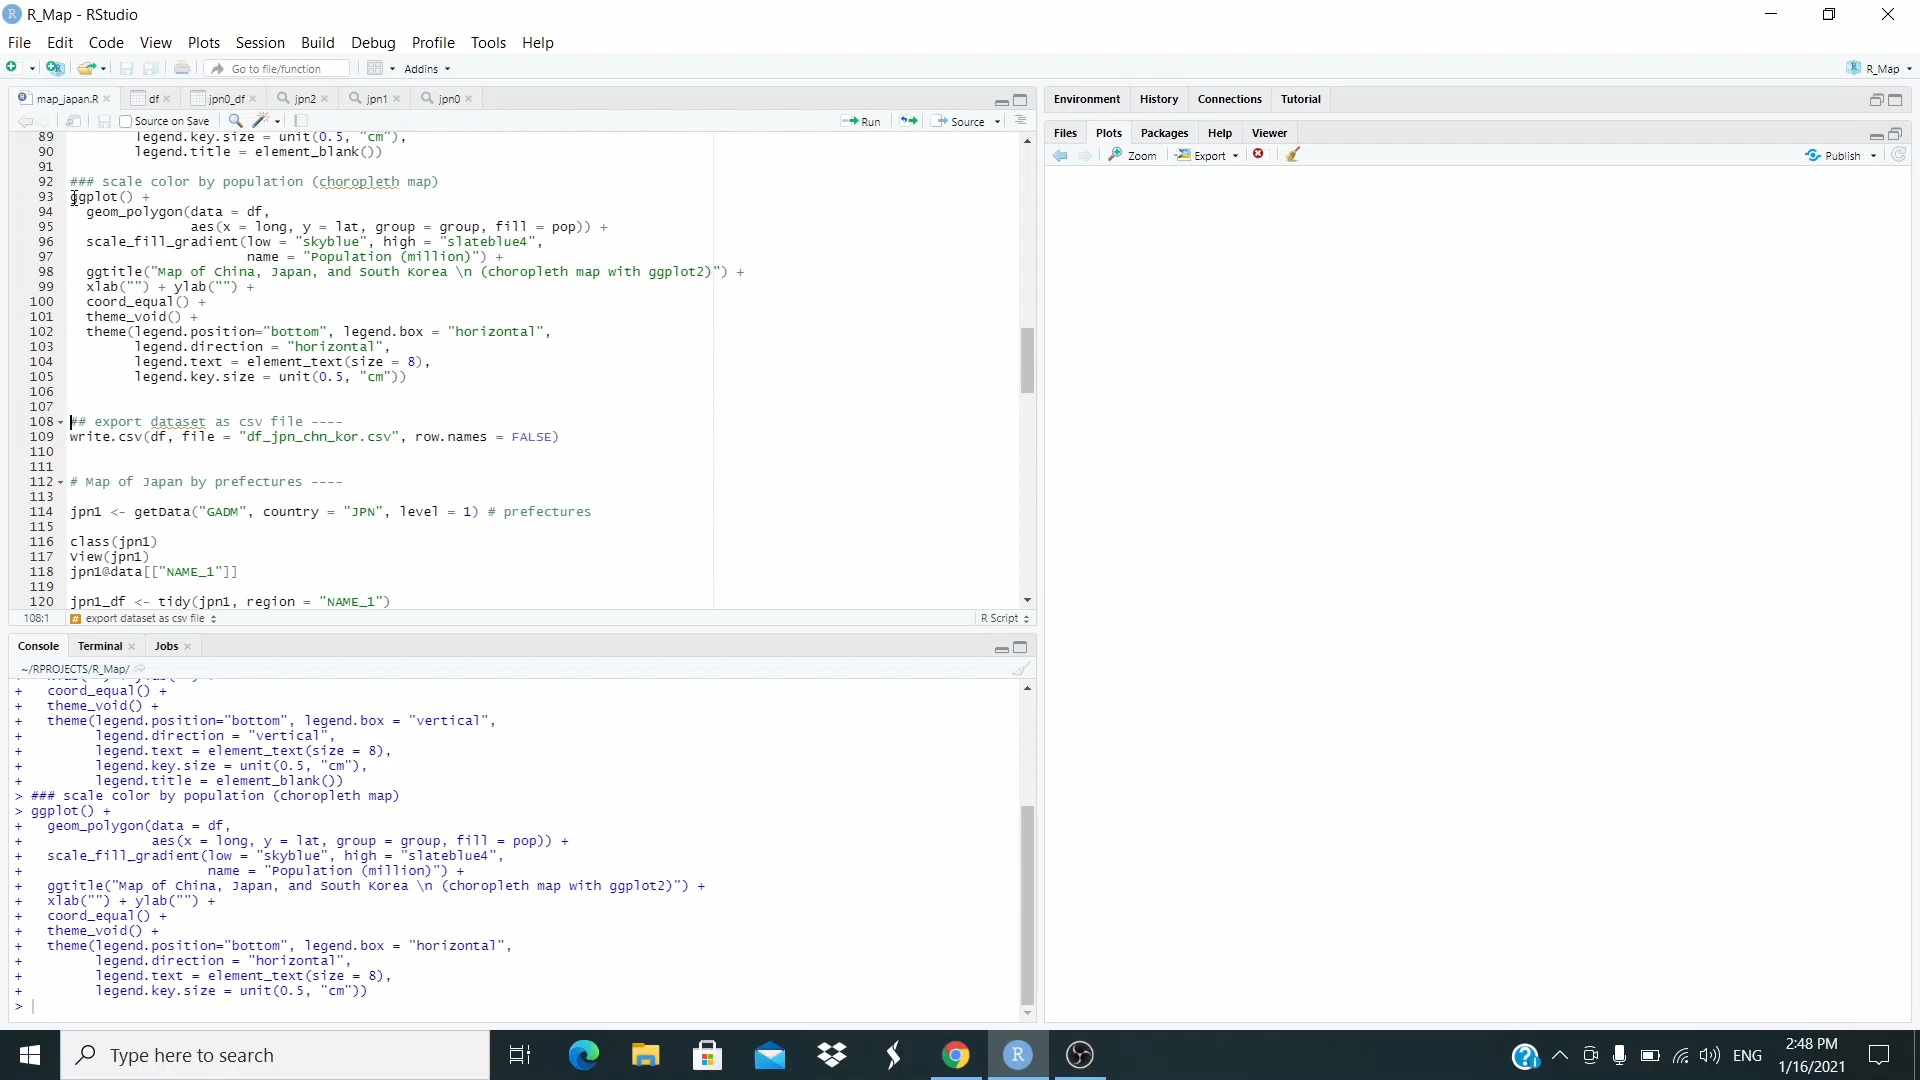 R_Map - RStudio
File Edit Code View Plots Session Build Debug Profile Tools Help
Go to file/function Addins R_Map
map_japan.R df jpn0_df jpn2 jpn1 jpn0
Source on Save Run Source
89 legend.key.size = unit(0.5, "cm"),
90 legend.title = element_blank())
91
92 ### scale color by population (choropleth map)
93 ggplot() +
94 geom_polygon(data = df,
95 aes(x = long, y = lat, group = group, fill = pop)) +
96 scale_fill_gradient(low = "skyblue", high = "slateblue4",
97 name = "Population (million)") +
98 ggtitle("Map of China, Japan, and South Korea \n (choropleth map with ggplot2)") +
99 xlab("") + ylab("") +
100 coord_equal() +
101 theme_void() +
102 theme(legend.position="bottom", legend.box = "horizontal",
103 legend.direction = "horizontal",
104 legend.text = element_text(size = 8),
105 legend.key.size = unit(0.5, "cm"))
106
107
108 ## export dataset as csv file ----
109 write.csv(df, file = "df_jpn_chn_kor.csv", row.names = FALSE)
110
111
112 # Map of Japan by prefectures ----
113
114 jpn1 <- getData("GADM", country = "JPN", level = 1) # prefectures
115
116 class(jpn1)
117 View(jpn1)
118 jpn1@data[["NAME_1"]]
119
120 jpn1_df <- tidy(jpn1, region = "NAME_1")
108:1 # export dataset as csv file R Script
Console Terminal Jobs
~/RPROJECTS/R_Map/
+ coord_equal() +
+ theme_void() +
+ theme(legend.position="bottom", legend.box = "vertical",
+ legend.direction = "vertical",
+ legend.text = element_text(size = 8),
+ legend.key.size = unit(0.5, "cm"),
+ legend.title = element_blank())
> ### scale color by population (choropleth map)
> ggplot() +
+ geom_polygon(data = df,
+ aes(x = long, y = lat, group = group, fill = pop)) +
+ scale_fill_gradient(low = "skyblue", high = "slateblue4",
+ name = "Population (million)") +
+ ggtitle("Map of China, Japan, and South Korea \n (choropleth map with ggplot2)") +
+ xlab("") + ylab("") +
+ coord_equal() +
+ theme_void() +
+ theme(legend.position="bottom", legend.box = "horizontal",
+ legend.direction = "horizontal",
+ legend.text = element_text(size = 8),
+ legend.key.size = unit(0.5, "cm"))
>
Environment History Connections Tutorial
Files Plots Packages Help Viewer
Zoom Export Publish
Type here to search
ENG
2:48 PM
1/16/2021